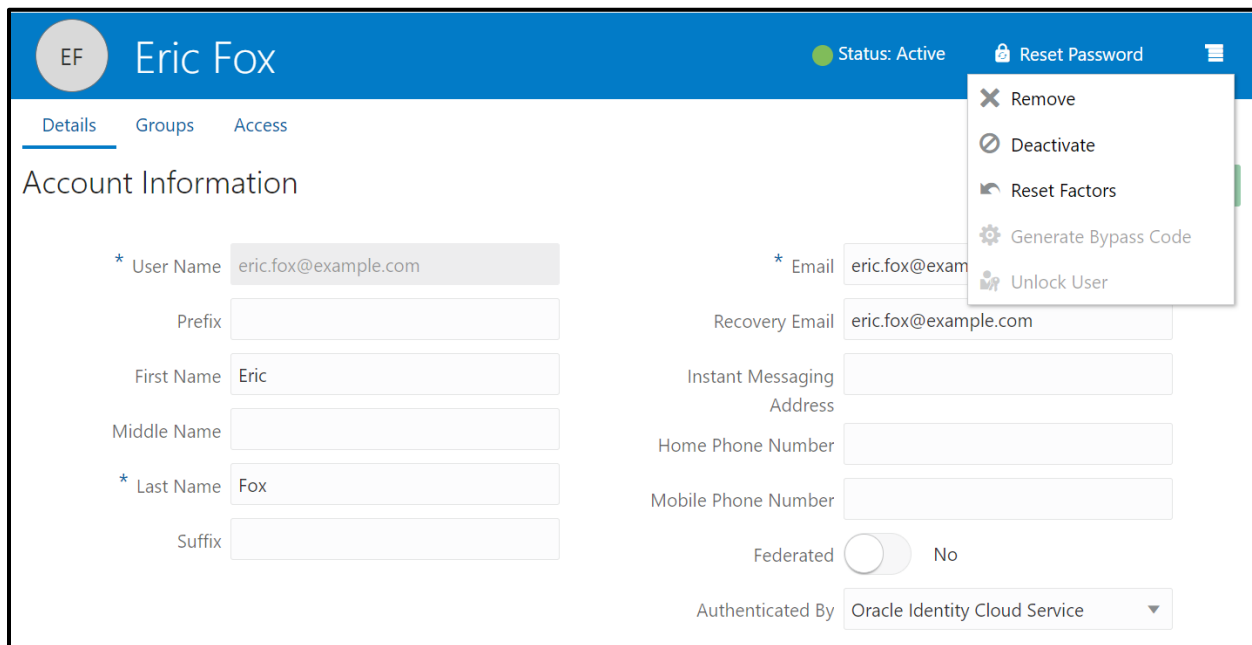 EF Eric Fox Status: Active Reset Password
Remove
Details Groups Access
Deactivate
Account Information
Reset Factors
Generate Bypass Code
Unlock User
* User Name eric.fox@example.com
Prefix
First Name Eric
Middle Name
* Last Name Fox
Suffix
* Email eric.fox@exam
Recovery Email eric.fox@example.com
Instant Messaging
Address
Home Phone Number
Mobile Phone Number
Federated No
Authenticated By Oracle Identity Cloud Service